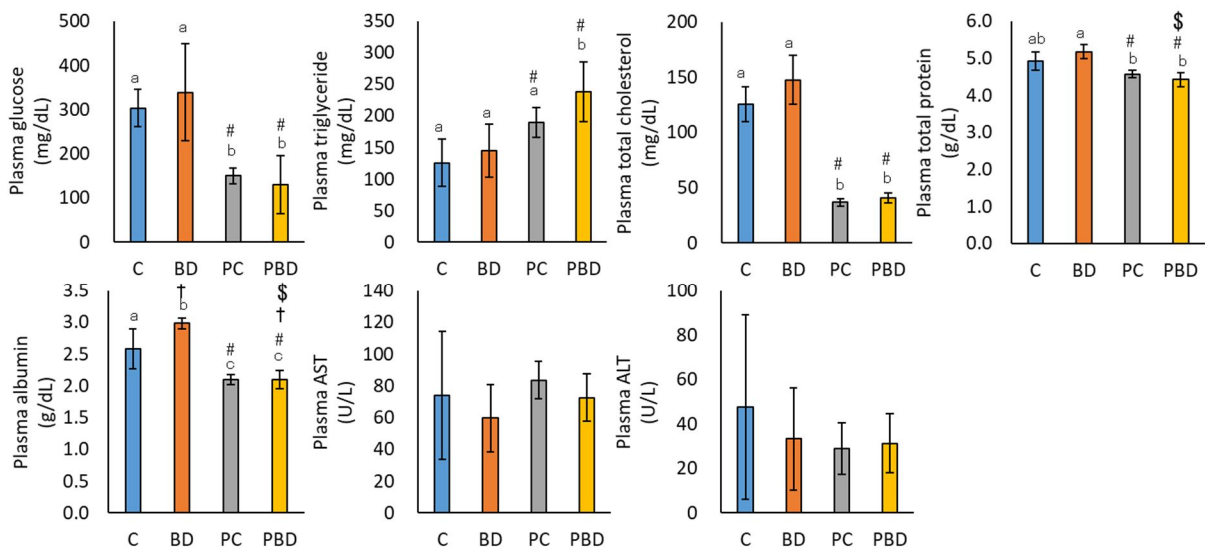 Plasma glucose
(mg/dL)
500
400
300
200
100
0
a
a
#
b
#
b
C BD PC PBD
Plasma triglyceride
(mg/dL)
350
300
250
200
150
100
50
0
a
a
#
a
#
b
C BD PC PBD
Plasma total cholesterol
(mg/dL)
200
150
100
50
0
a
a
#
b
#
b
C BD PC PBD
Plasma total protein
(g/dL)
6.0
5.0
4.0
3.0
2.0
1.0
0.0
ab
a
#
b
$
#
b
C BD PC PBD
Plasma albumin
(g/dL)
3.5
3.0
2.5
2.0
1.5
1.0
0.5
0.0
a
†
b
#
c
$
†
#
c
C BD PC PBD
Plasma AST
(U/L)
140
120
100
80
60
40
20
0
C BD PC PBD
Plasma ALT
(U/L)
100
80
60
40
20
0
C BD PC PBD